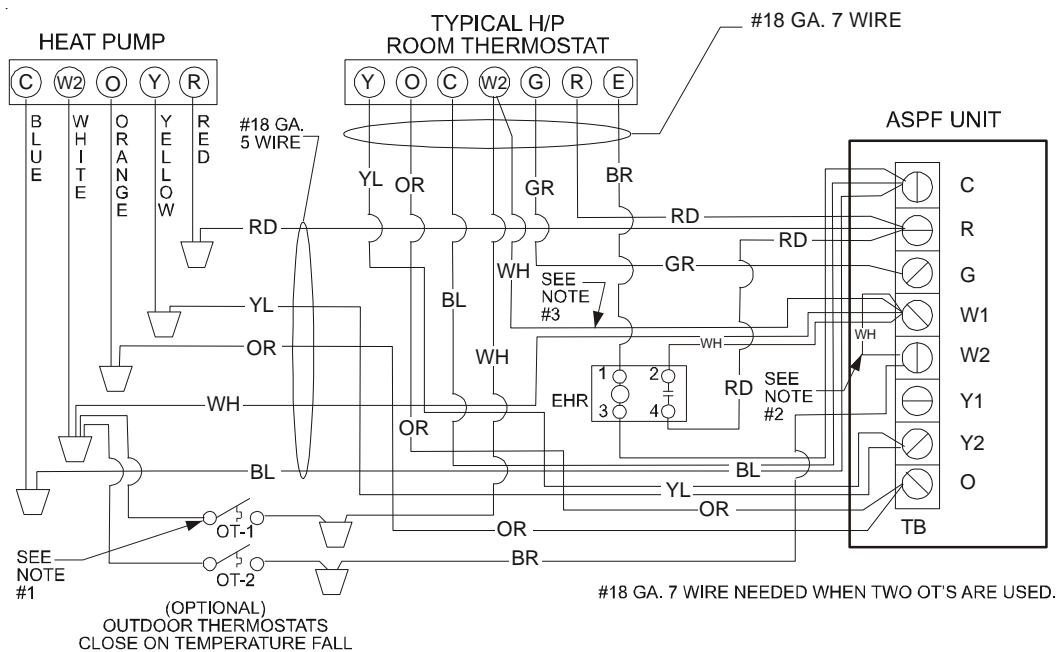 TYPICAL H/P
ROOM THERMOSTAT
#18 GA. 7 WIRE
HEAT PUMP
C W2 O Y R
Y O C W2 G R E
BLUE
WHITE
ORANGE
YELLOW
RED
#18 GA.
5 WIRE
ASPF UNIT
YL
OR
GR
BR
C
RD
RD
R
RD
WH
GR
G
SEE
NOTE
#3
BL
YL
W1
WH
WH
OR
WH
W2
1 2
EHR
3 4
RD
SEE
NOTE
#2
WH
Y1
OR
Y2
BL
BL
YL
O
OR
OT-1
OR
TB
SEE
NOTE
#1
OT-2
BR
#18 GA. 7 WIRE NEEDED WHEN TWO OT'S ARE USED.
(OPTIONAL)
OUTDOOR THERMOSTATS
CLOSE ON TEMPERATURE FALL